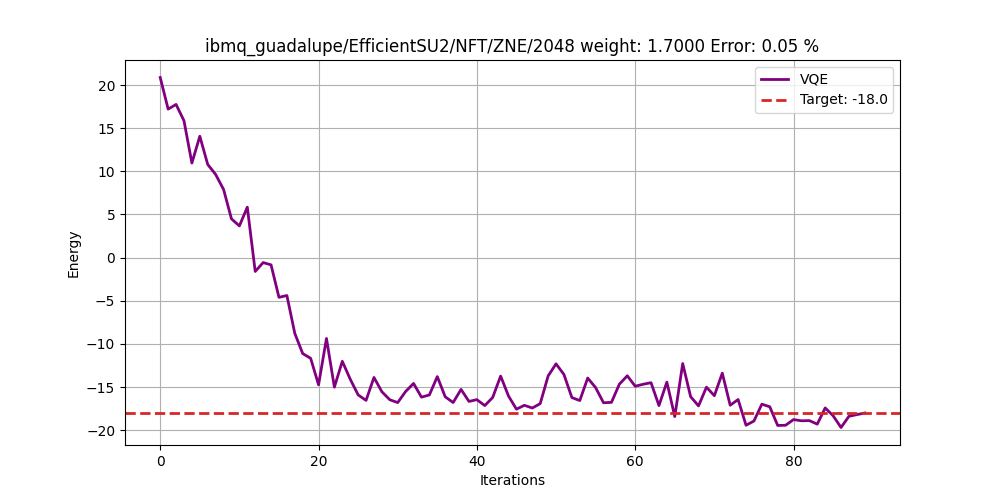 ibmq_guadalupe/EfficientSU2/NFT/ZNE/2048 weight: 1.7000 Error: 0.05 %
VQE
Target: -18.0
Energy
20
15
10
5
0
−5
−10
−15
−20
0 20 40 60 80
Iterations